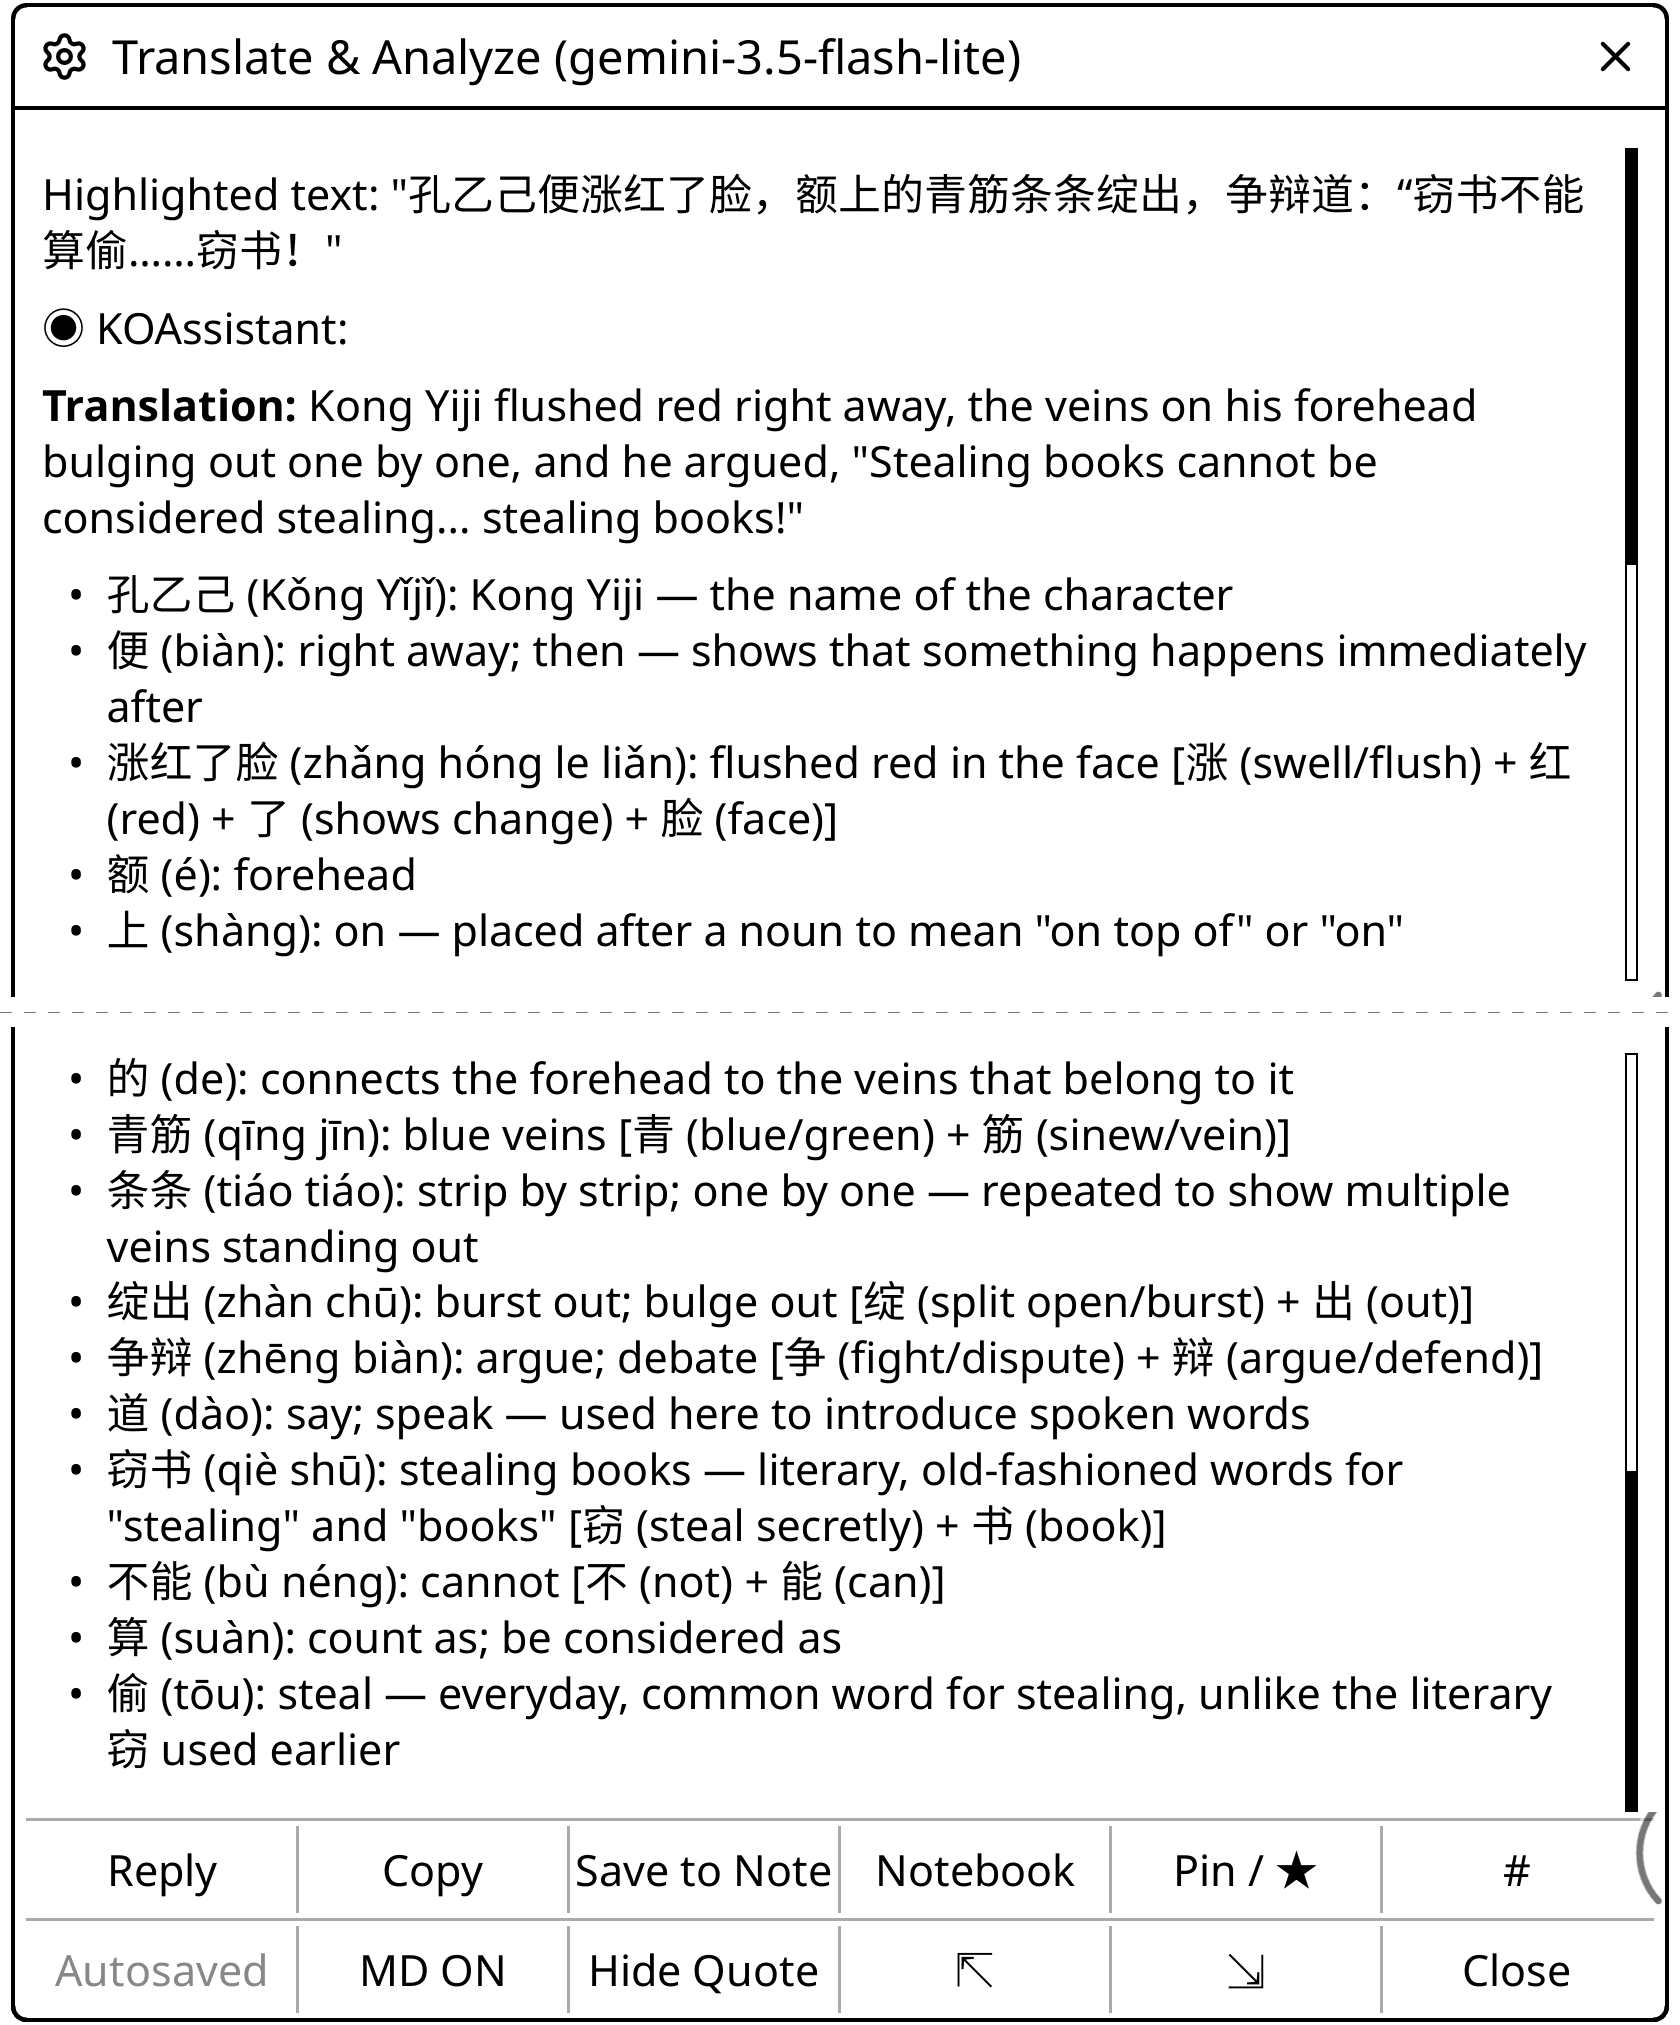 Translate & Analyze (gemini-3.5-flash-lite)
Highlighted text: "孔乙己便涨红了脸，额上的青筋条条绽出，争辩道：“窃书不能
算偷……窃书！"
KOAssistant:
Translation: Kong Yiji flushed red right away, the veins on his forehead
bulging out one by one, and he argued, "Stealing books cannot be
considered stealing... stealing books!"
• 孔乙己 (Kǒng Yǐjǐ): Kong Yiji — the name of the character
• 便 (biàn): right away; then — shows that something happens immediately
after
• 涨红了脸 (zhǎng hóng le liǎn): flushed red in the face [涨 (swell/flush) + 红
(red) + 了 (shows change) + 脸 (face)]
• 额 (é): forehead
• 上 (shàng): on — placed after a noun to mean "on top of" or "on"
• 的 (de): connects the forehead to the veins that belong to it
• 青筋 (qīng jīn): blue veins [青 (blue/green) + 筋 (sinew/vein)]
• 条条 (tiáo tiáo): strip by strip; one by one — repeated to show multiple
veins standing out
• 绽出 (zhàn chū): burst out; bulge out [绽 (split open/burst) + 出 (out)]
• 争辩 (zhēng biàn): argue; debate [争 (fight/dispute) + 辩 (argue/defend)]
• 道 (dào): say; speak — used here to introduce spoken words
• 窃书 (qiè shū): stealing books — literary, old-fashioned words for
"stealing" and "books" [窃 (steal secretly) + 书 (book)]
• 不能 (bù néng): cannot [不 (not) + 能 (can)]
• 算 (suàn): count as; be considered as
• 偷 (tōu): steal — everyday, common word for stealing, unlike the literary
窃 used earlier
Reply Copy Save to Note Notebook Pin / ★ #
Autosaved MD ON Hide Quote ⇱ ⇲ Close